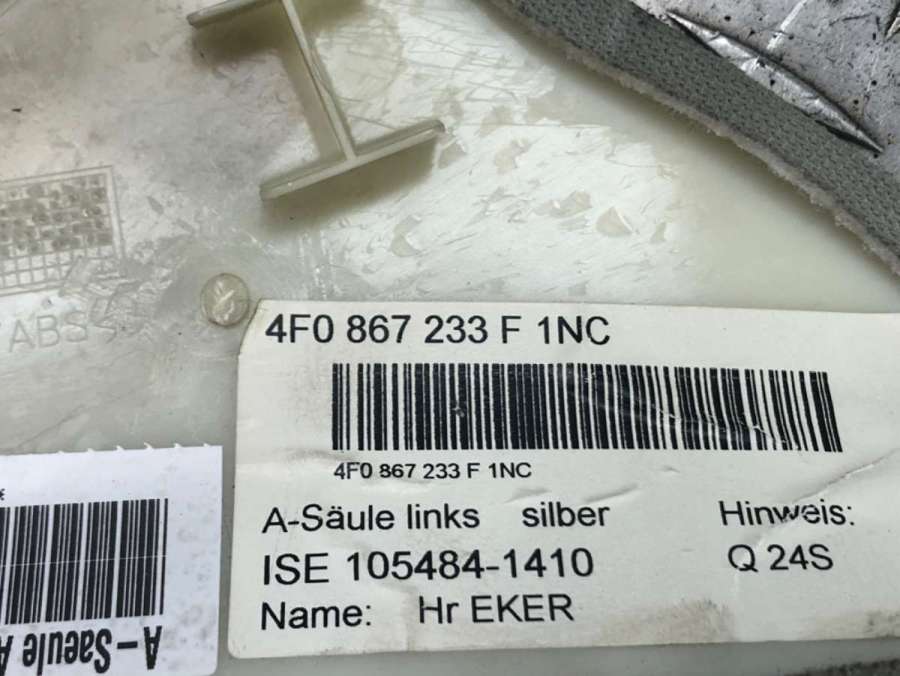 ABS
4F0 867 233 F 1NC
4F0 867 233 F 1NC
A-Säule links silber Hinweis:
ISE 105484-1410 Q 24S
Name: Hr EKER
A-Saeule A